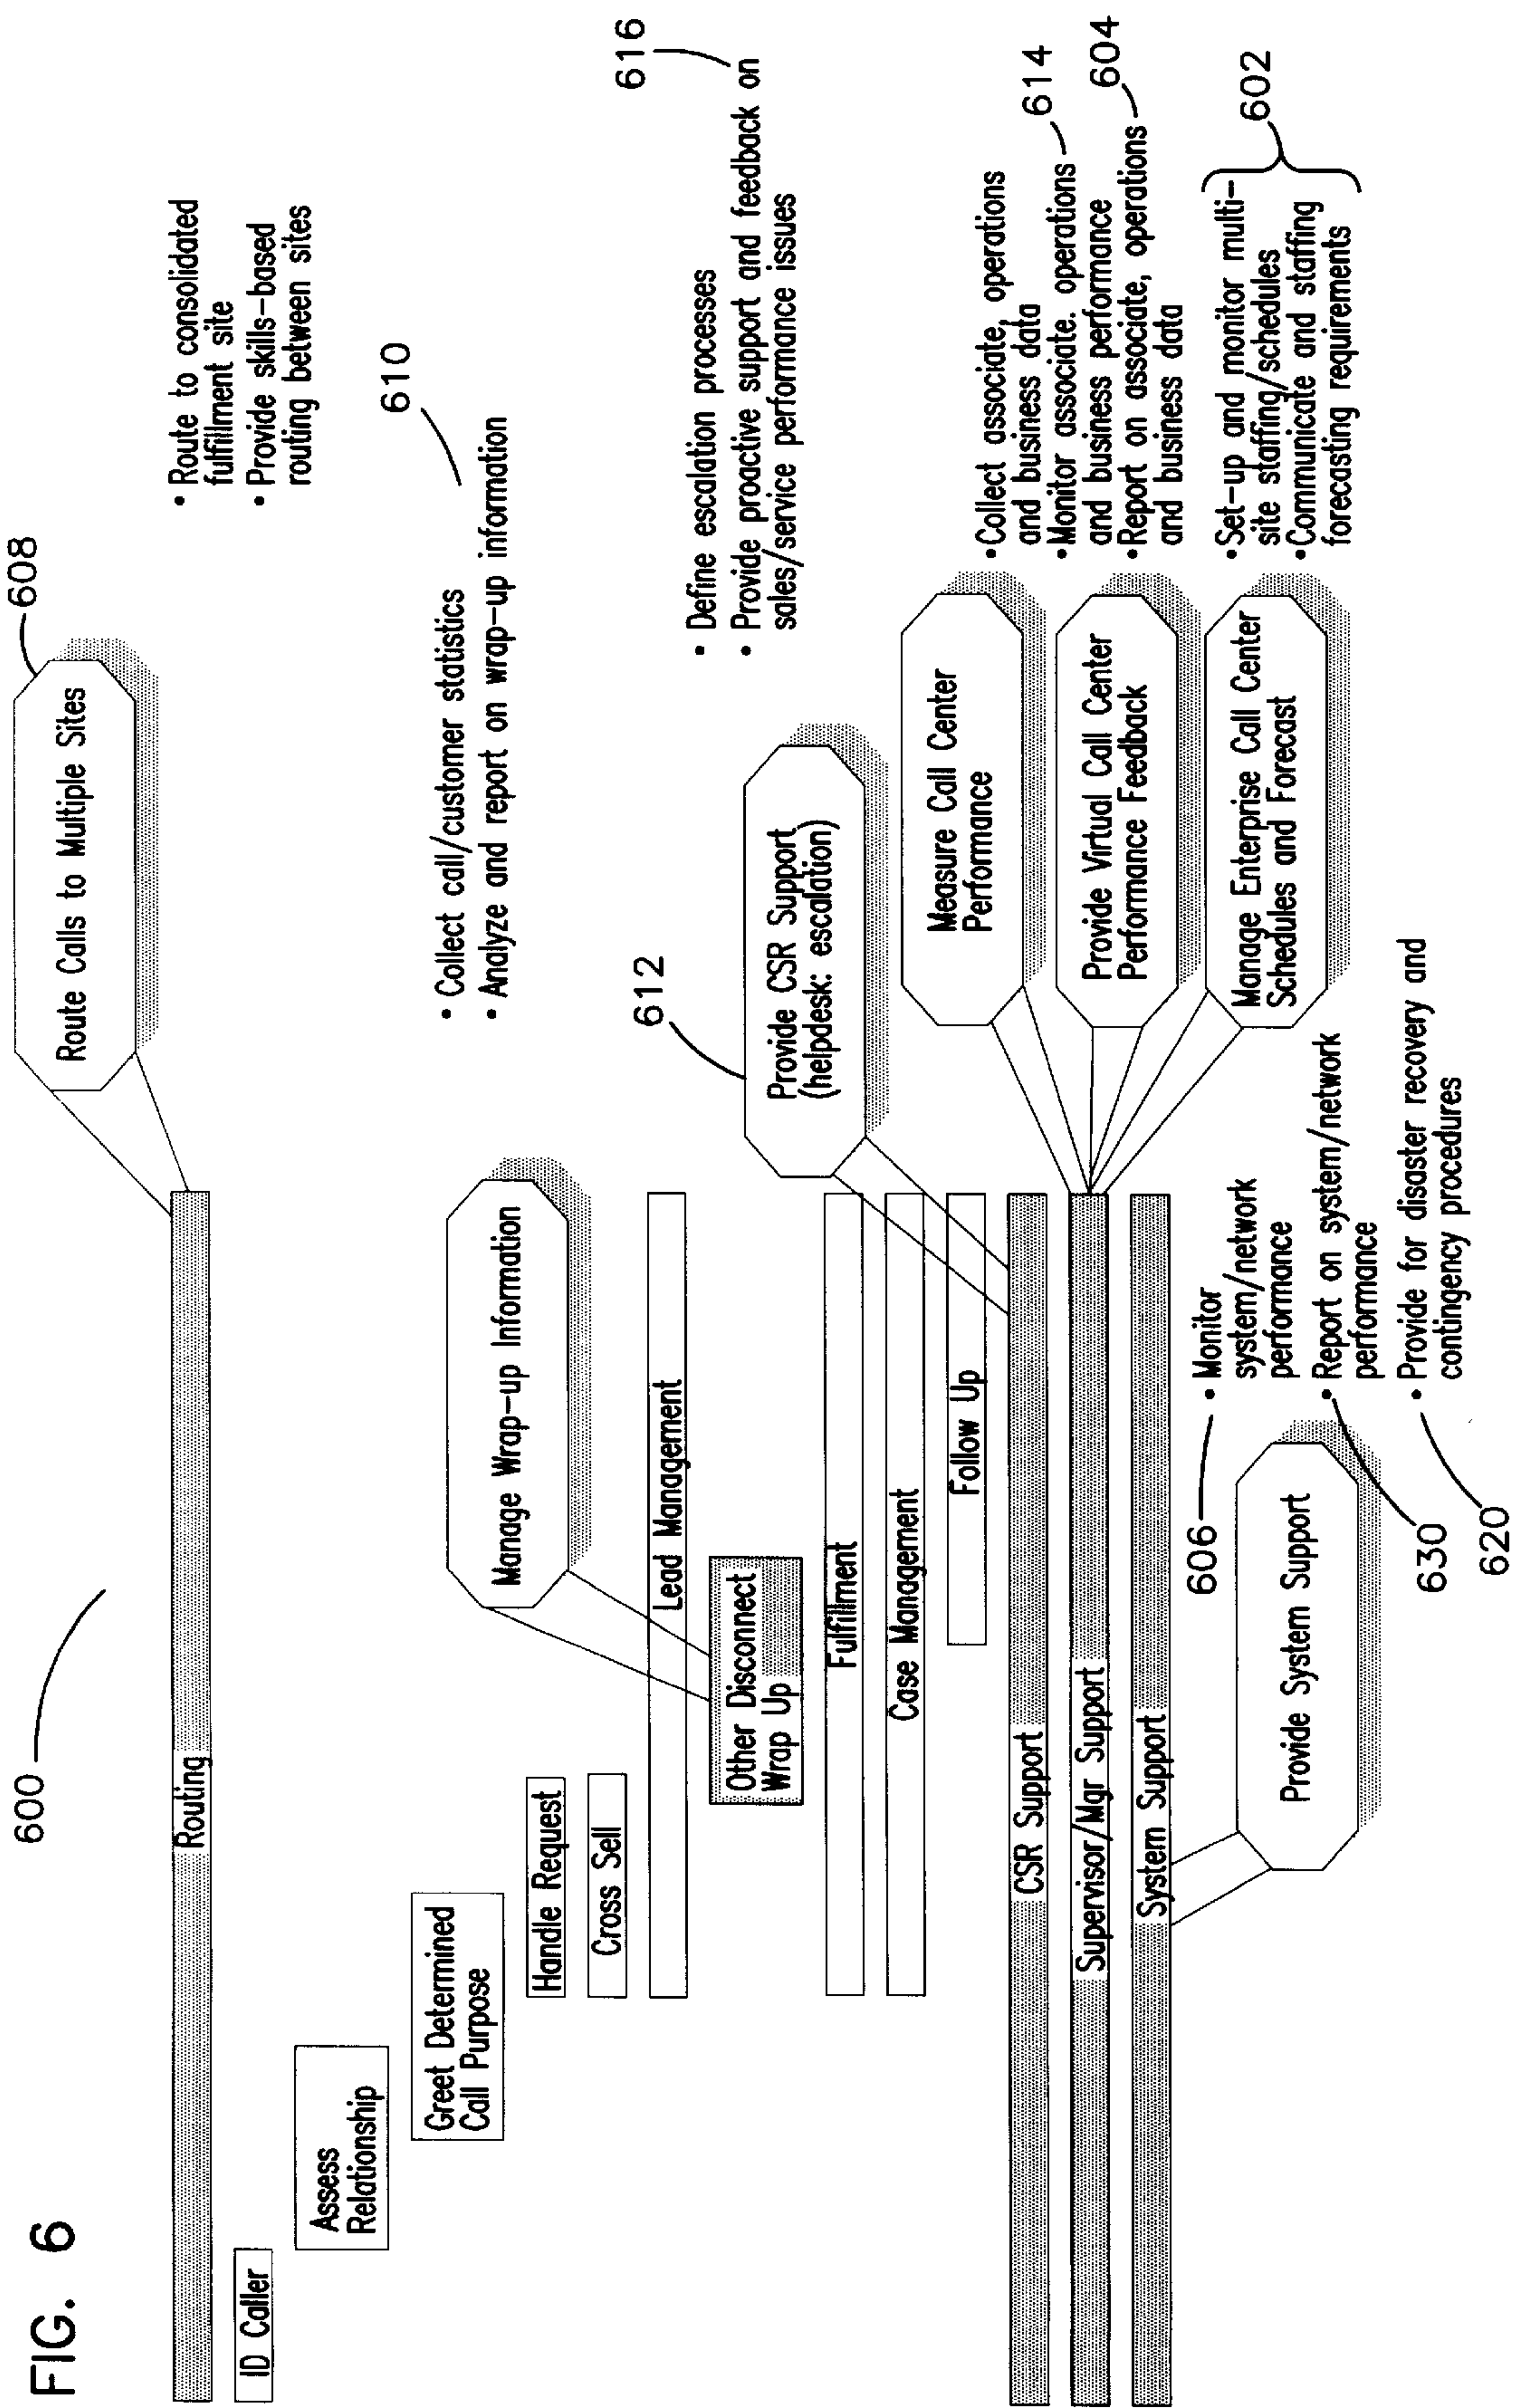 FIG. 6
600
608
Route Calls to Multiple Sites
• Route to consolidated
fulfillment site
• Provide skills-based
routing between sites
Routing
ID Caller
Assess
Relationship
Greet Determined
Call Purpose
Handle Request
Cross Sell
Lead Management
Manage Wrap-up Information
610
• Collect call/customer statistics
• Analyze and report on wrap-up information
Other Disconnect
Wrap Up
Fulfillment
Case Management
Follow Up
612
Provide CSR Support
(helpdesk: escalation)
616
• Define escalation processes
• Provide proactive support and feedback on
sales/service performance issues
CSR Support
Supervisor/Mgr Support
System Support
Measure Call Center
Performance
Provide Virtual Call Center
Performance Feedback
Manage Enterprise Call Center
Schedules and Forecast
• Collect associate, operations
and business data
• Monitor associate. operations
and business performance
614
• Report on associate, operations
and business data
604
• Set-up and monitor multi-
site staffing/schedules
• Communicate and staffing
forecasting requirements
602
Provide System Support
606
• Monitor
system/network
performance
630
• Report on system/network
performance
620
• Provide for disaster recovery and
contingency procedures